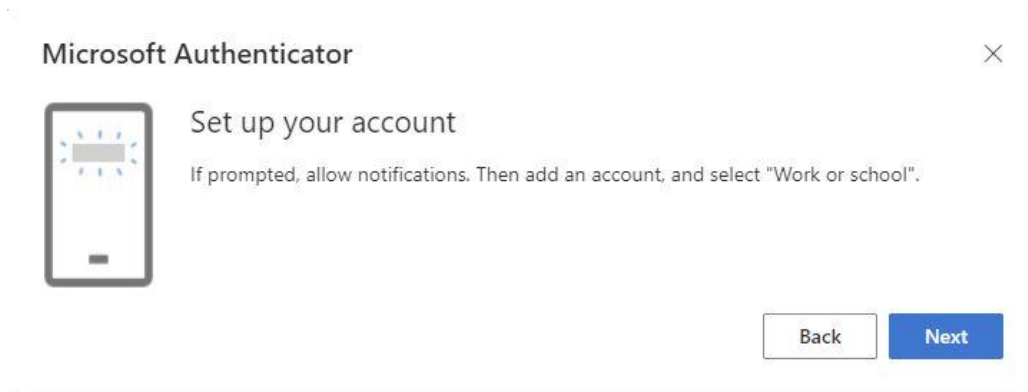 Microsoft Authenticator
Set up your account
If prompted, allow notifications. Then add an account, and select "Work or school".
Back
Next